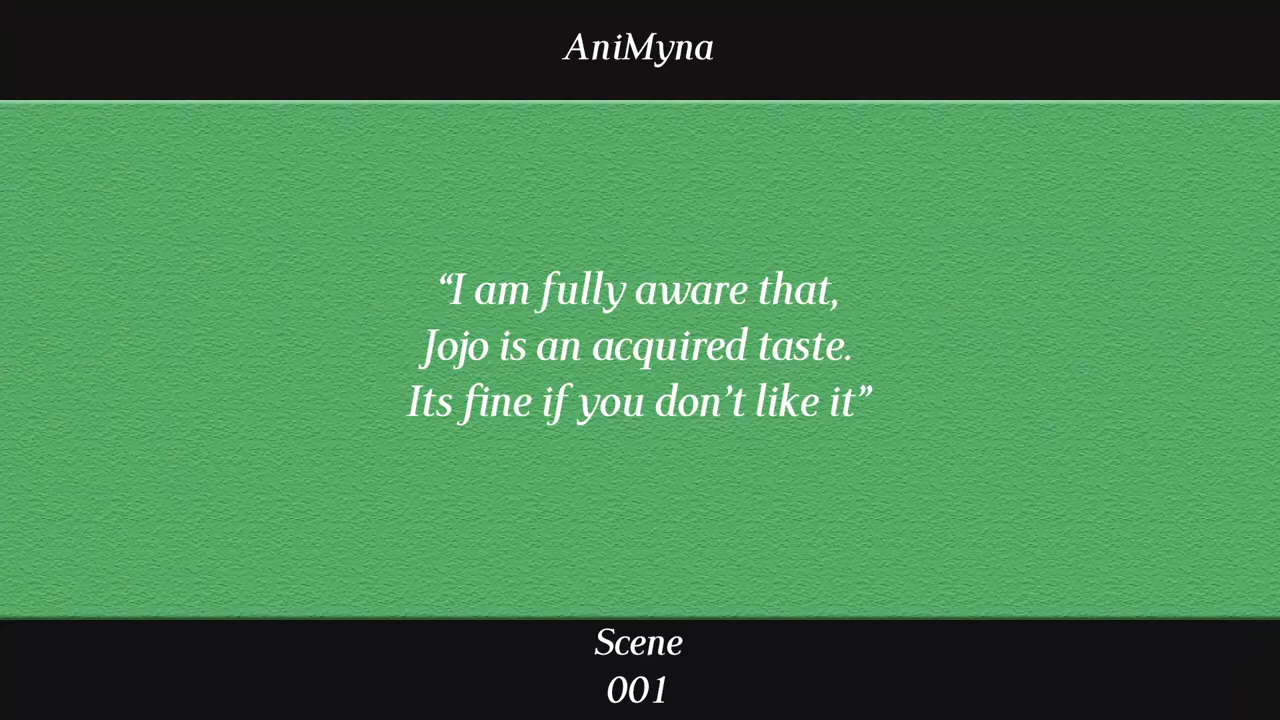 AniMyna
“I am fully aware that,
Jojo is an acquired taste.
Its fine if you don’t like it”
Scene
001